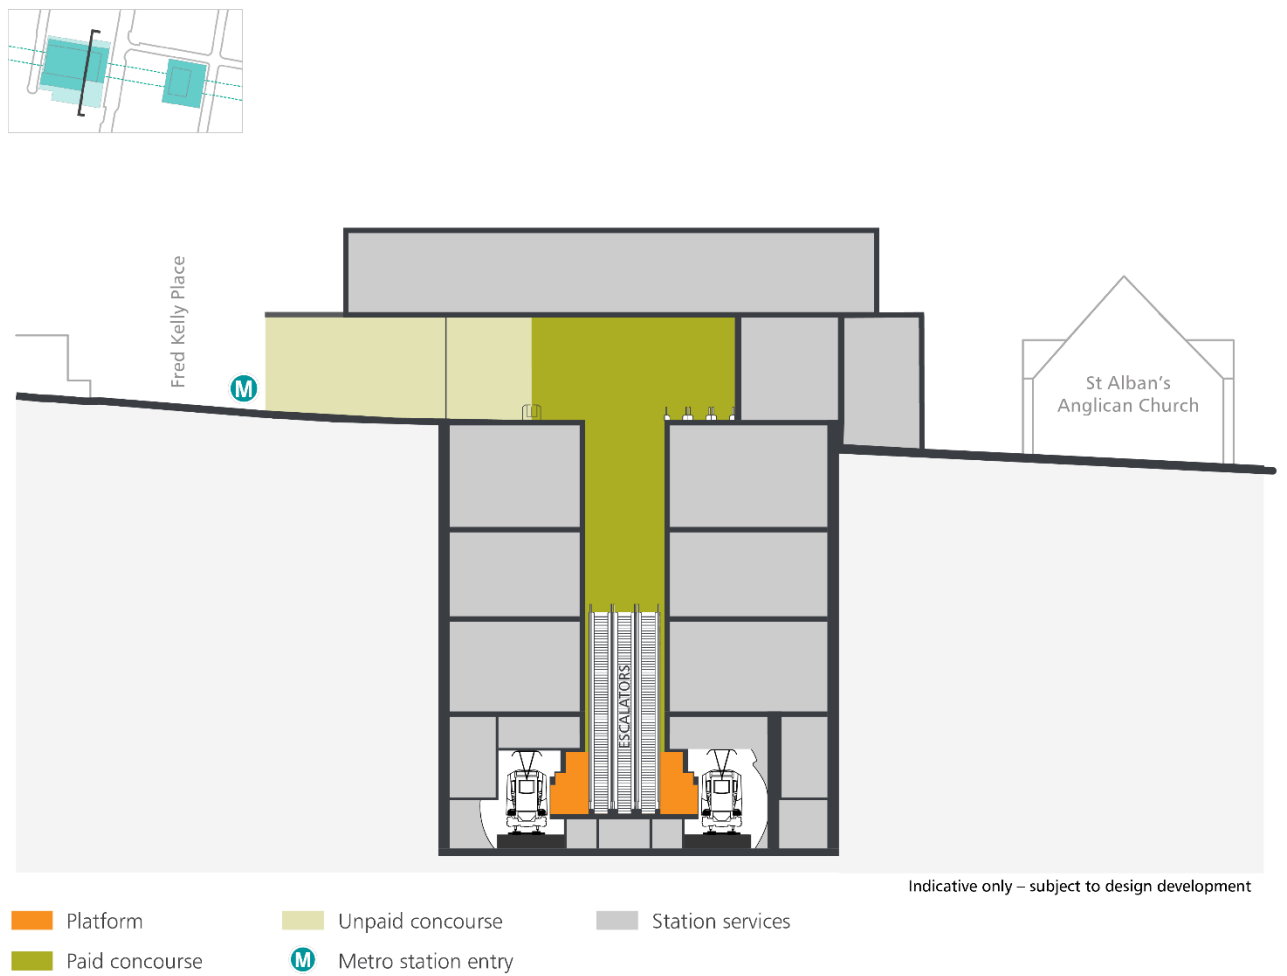 Fred Kelly Place
M
St Alban's
Anglican Church
ESCALATORS
Indicative only – subject to design development
Platform
Unpaid concourse
Station services
Paid concourse
M
Metro station entry